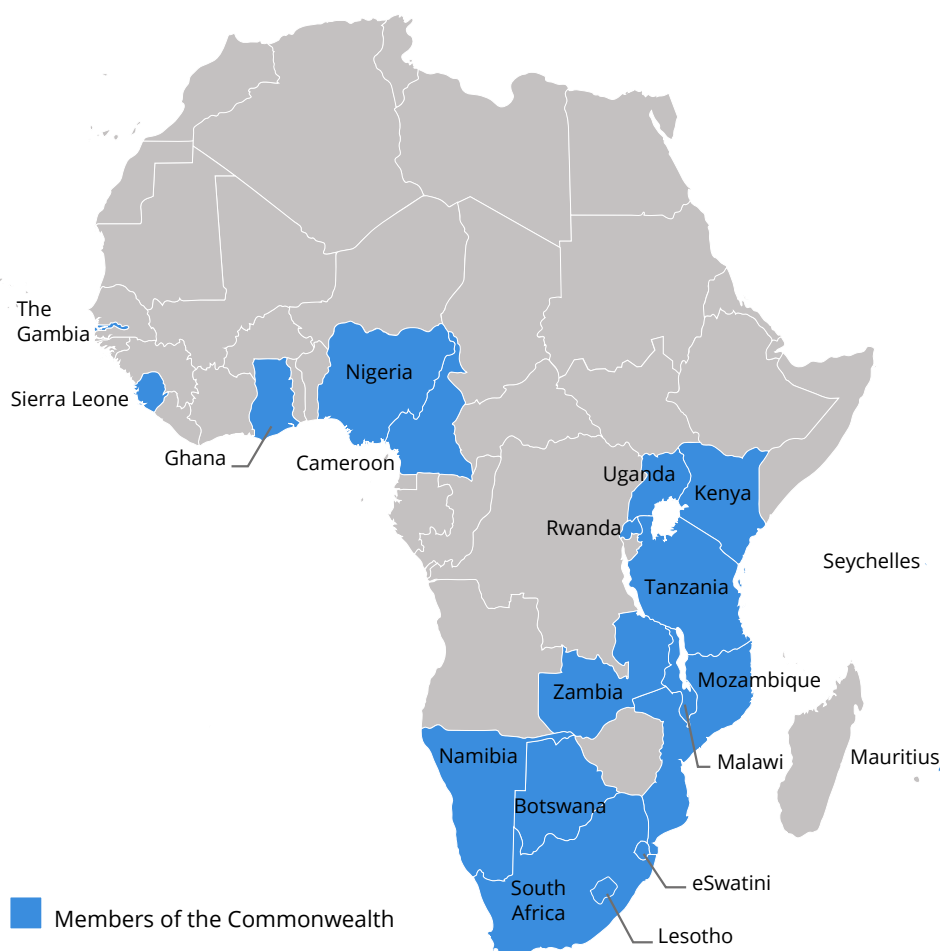 The
Gambia
Sierra Leone
Nigeria
Ghana
Cameroon
Uganda
Kenya
Rwanda
Seychelles
Tanzania
Mozambique
Zambia
Malawi
Mauritius
Namibia
Botswana
South
Africa
eSwatini
Lesotho
Members of the Commonwealth